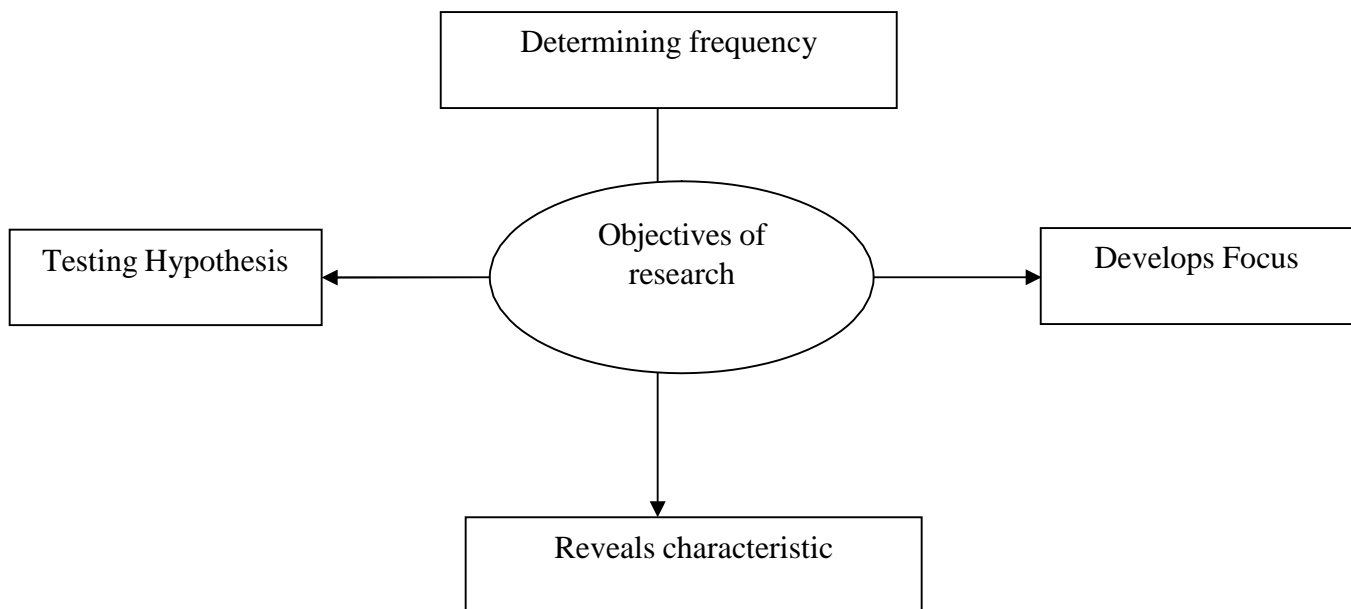 Determining frequency
Objectives of
research
Testing Hypothesis
Develops Focus
Reveals characteristic